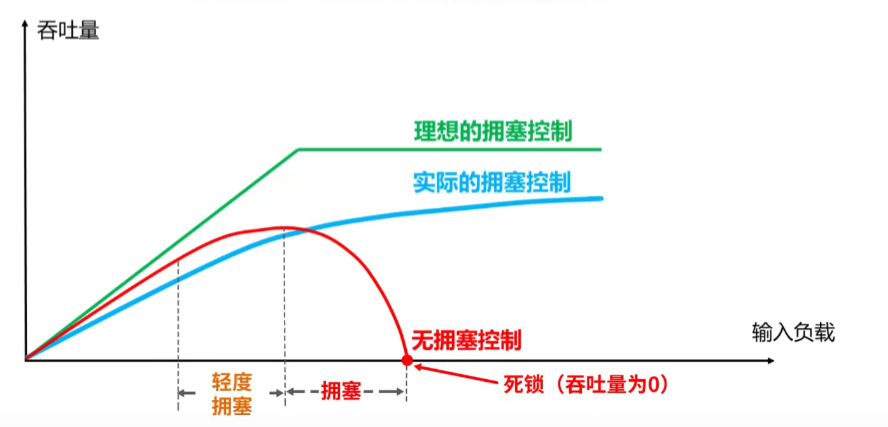 吞吐量
理想的拥塞控制
实际的拥塞控制
无拥塞控制
输入负载
轻度
拥塞
拥塞
死锁（吞吐量为0）